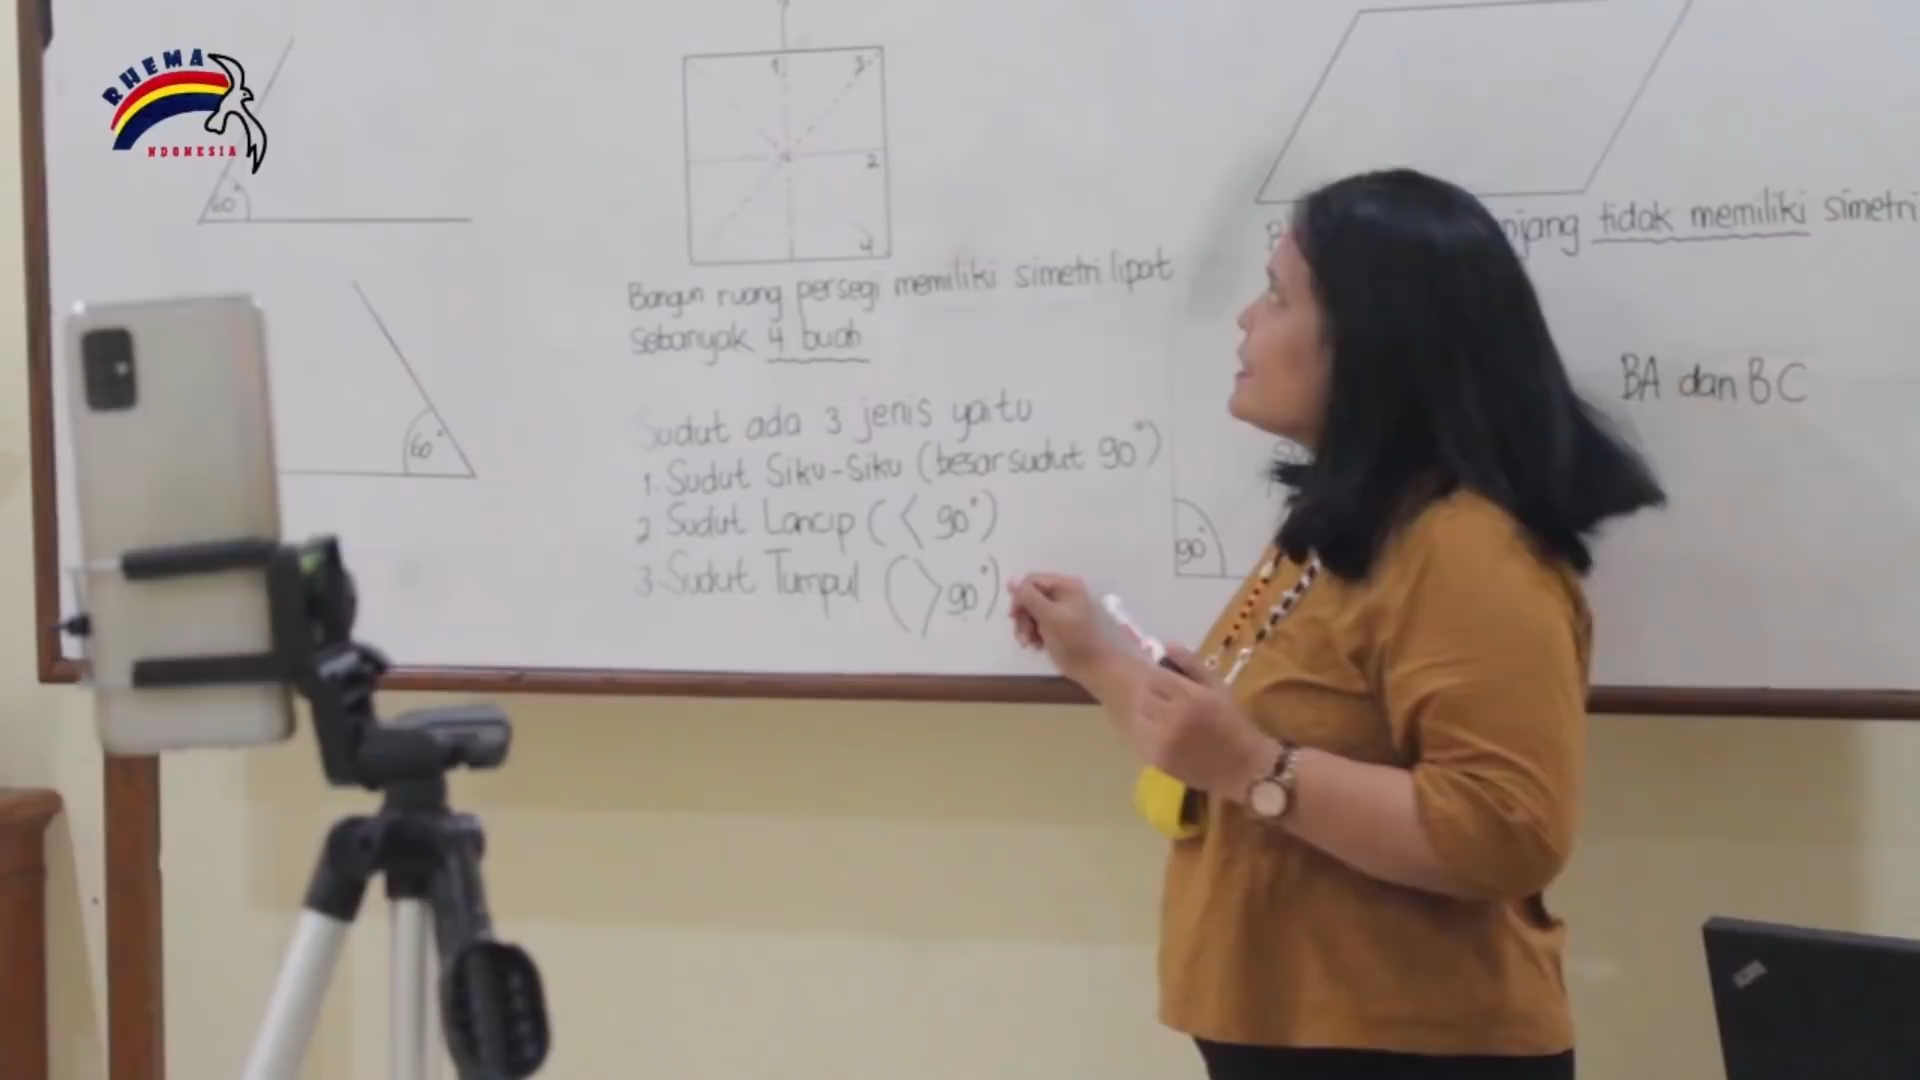 RHEMA
NDONESIA
60°
1
3
2
4
Bangun ruang persegi memiliki simetri lipat
Sebanyak 4 buah
60°
Sudut ada 3 jenis yaitu
1. Sudut Siku-Siku (besar sudut 90°)
2 Sudut Lancip (< 90°)
3. Sudut Tumpul (> 90°)
njang tidak memiliki simetri
BA dan BC
90°